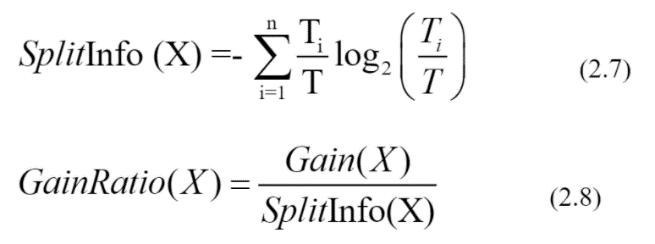 SplitInfo (X) =- ∑_{i=1}^{n} T_i/T log_2 (T_i/T) (2.7)
GainRatio(X) = Gain(X)/SplitInfo(X) (2.8)